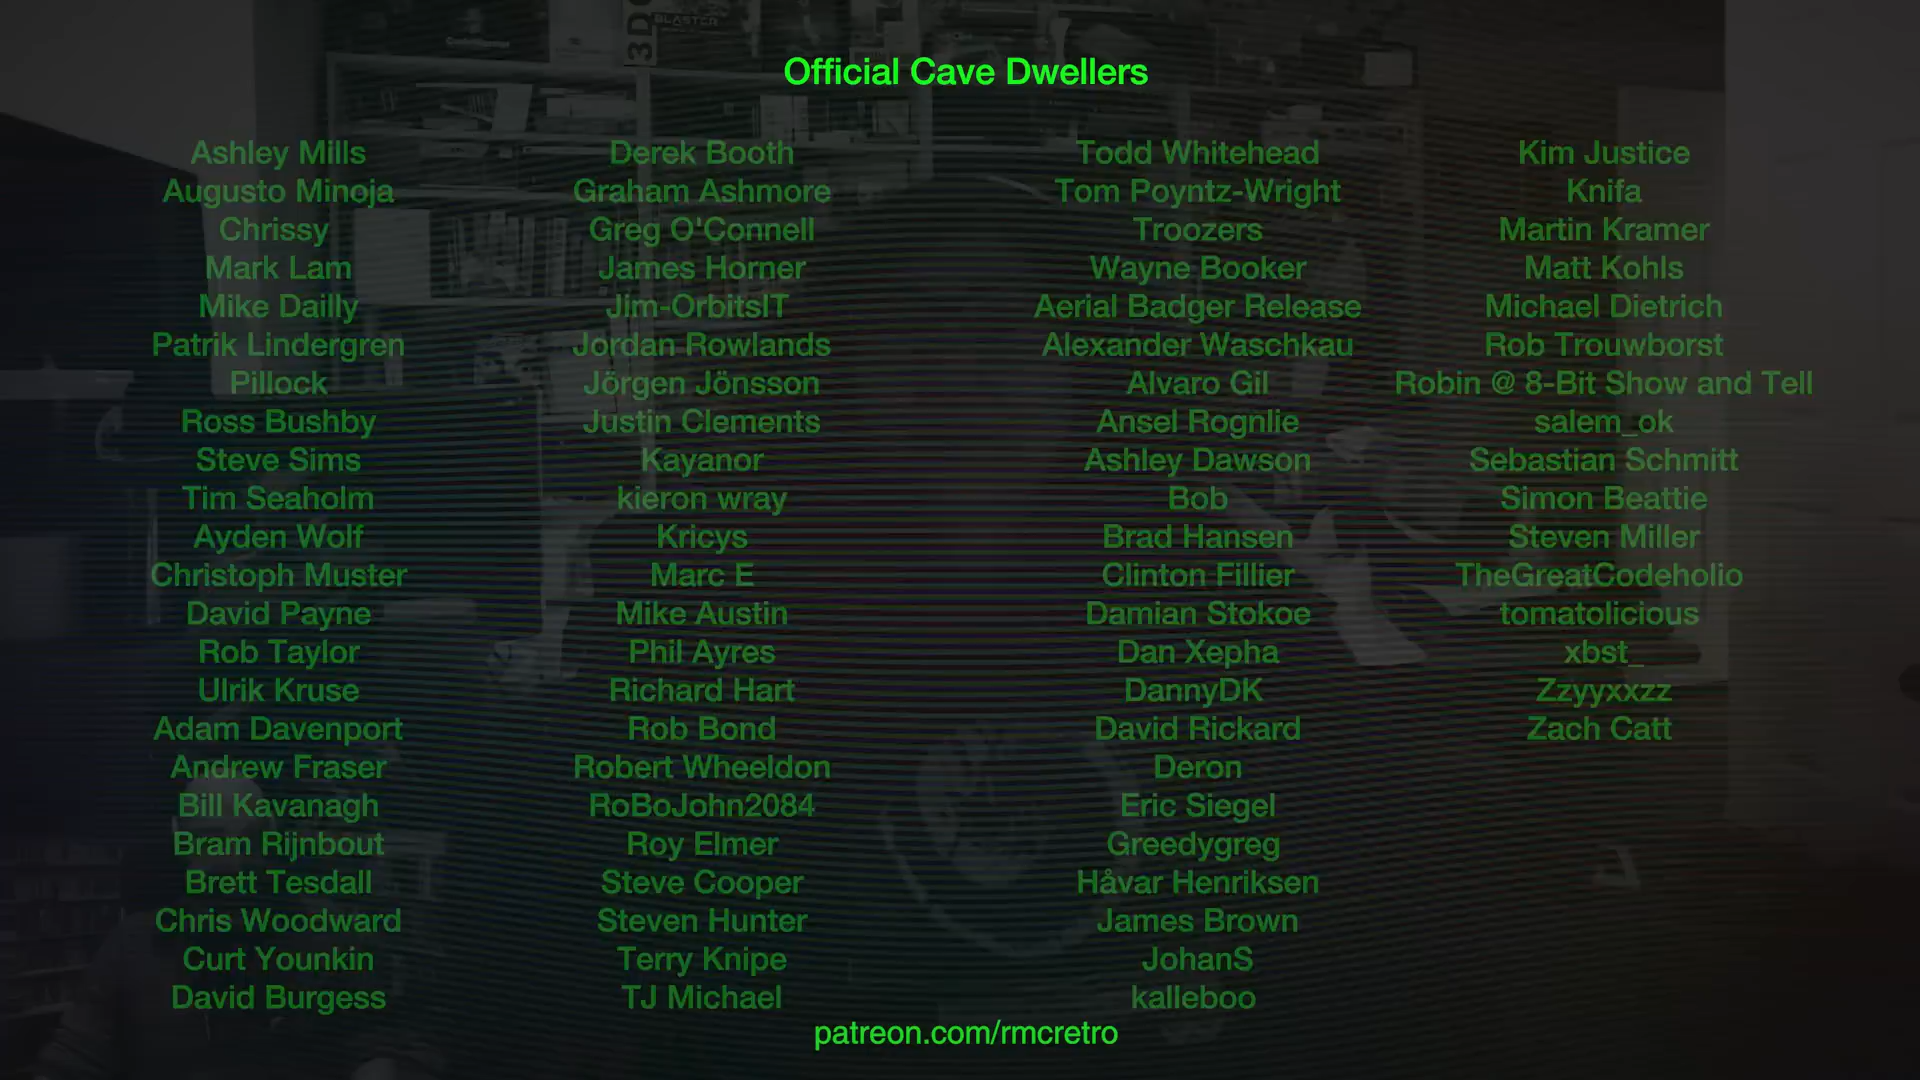 3D
BLASTER
Official Cave Dwellers
Ashley Mills
Augusto Minoja
Chrissy
Mark Lam
Mike Dailly
Patrik Lindergren
Pillock
Ross Bushby
Steve Sims
Tim Seaholm
Ayden Wolf
Christoph Muster
David Payne
Rob Taylor
Ulrik Kruse
Adam Davenport
Andrew Fraser
Bill Kavanagh
Bram Rijnbout
Brett Tesdall
Chris Woodward
Curt Younkin
David Burgess
Derek Booth
Graham Ashmore
Greg O'Connell
James Horner
Jim-OrbitsIT
Jordan Rowlands
Jörgen Jönsson
Justin Clements
Kayanor
kieron wray
Kricys
Marc E
Mike Austin
Phil Ayres
Richard Hart
Rob Bond
Robert Wheeldon
RoBoJohn2084
Roy Elmer
Steve Cooper
Steven Hunter
Terry Knipe
TJ Michael
Todd Whitehead
Tom Poyntz-Wright
Troozers
Wayne Booker
Aerial Badger Release
Alexander Waschkau
Alvaro Gil
Ansel Rognlie
Ashley Dawson
Bob
Brad Hansen
Clinton Fillier
Damian Stokoe
Dan Xepha
DannyDK
David Rickard
Deron
Eric Siegel
Greedygreg
Håvar Henriksen
James Brown
JohanS
kalleboo
Kim Justice
Knifa
Martin Kramer
Matt Kohls
Michael Dietrich
Rob Trouwborst
Robin @ 8-Bit Show and Tell
salem_ok
Sebastian Schmitt
Simon Beattie
Steven Miller
TheGreatCodeholio
tomatolicious
xbst_
Zzyyxxzz
Zach Catt
patreon.com/rmcretro